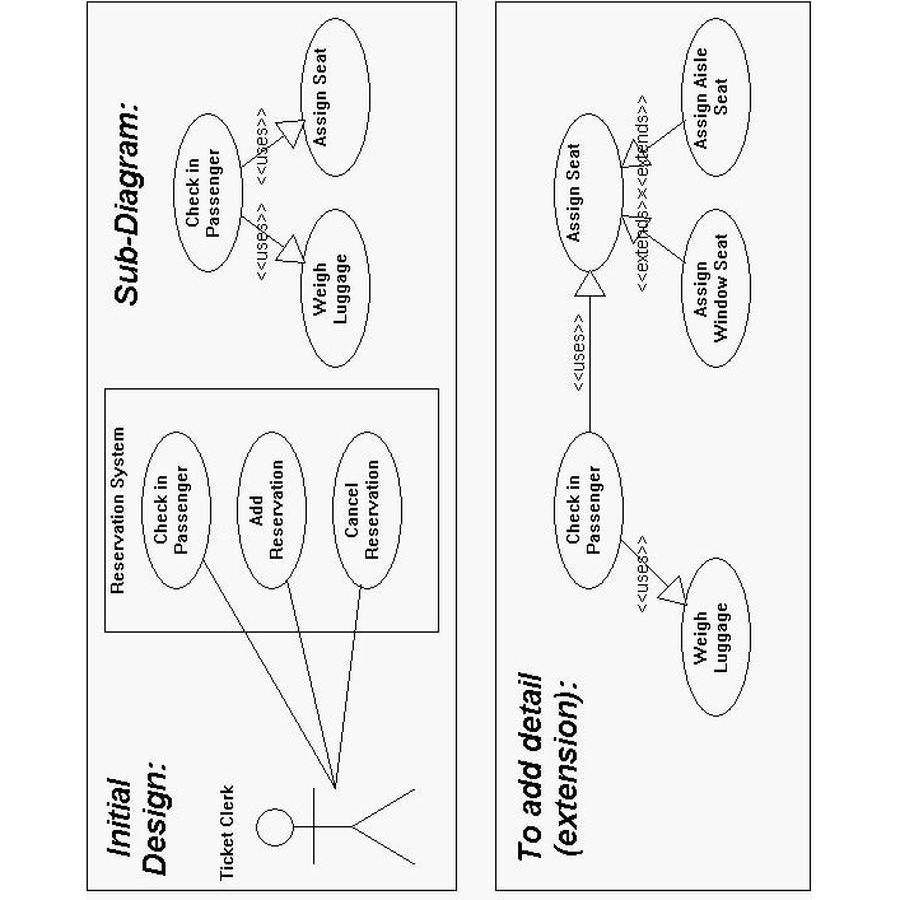 Initial
Design:
Ticket Clerk
Reservation System
Check in
Passenger
Add
Reservation
Cancel
Reservation
Sub-Diagram:
Check in
Passenger
<<uses>>
<<uses>>
Weigh
Luggage
Assign Seat
To add detail
(extension):
Check in
Passenger
<<uses>>
Assign Seat
<<uses>>
Weigh
Luggage
<<extends>>
<<extends>>
Assign
Window Seat
Assign Aisle
Seat